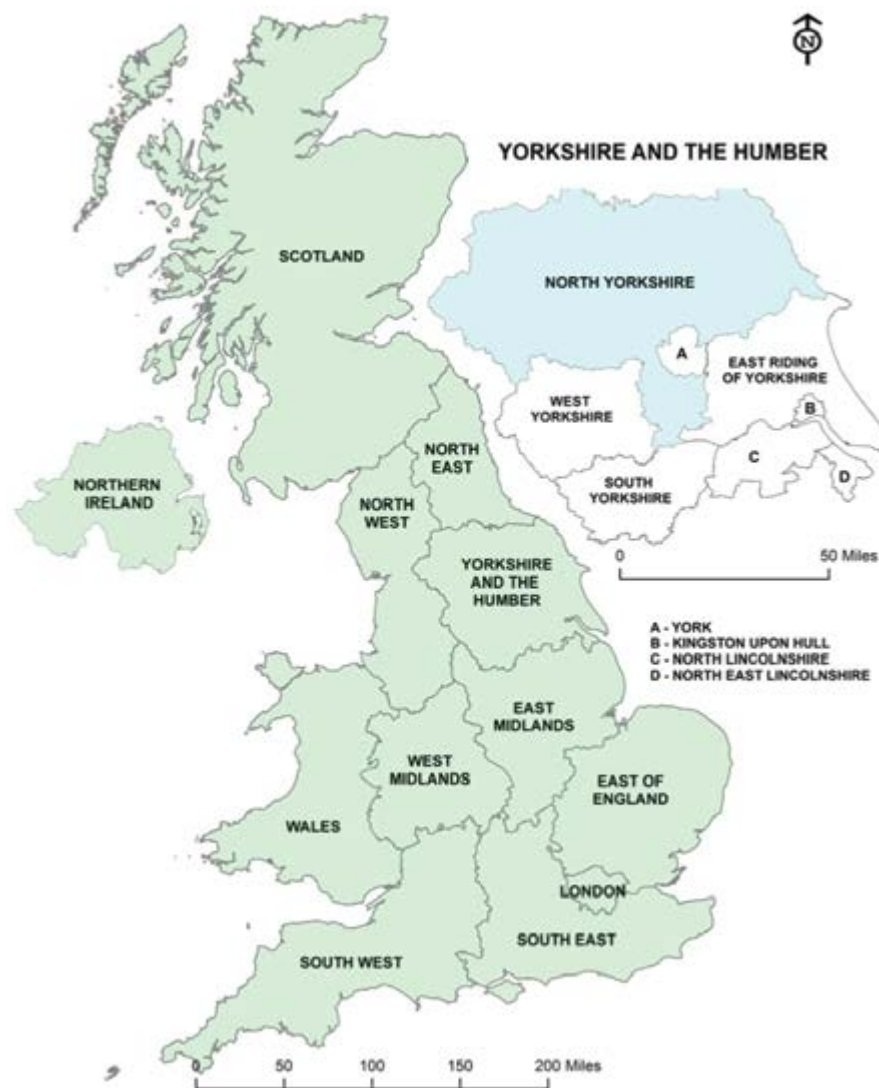 N
YORKSHIRE AND THE HUMBER
SCOTLAND
NORTH YORKSHIRE
A
EAST RIDING
OF YORKSHIRE
WEST
YORKSHIRE
B
C
D
SOUTH
YORKSHIRE
0 50 Miles
A - YORK
B - KINGSTON UPON HULL
C - NORTH LINCOLNSHIRE
D - NORTH EAST LINCOLNSHIRE
NORTH
EAST
NORTHERN
IRELAND
NORTH
WEST
YORKSHIRE
AND THE
HUMBER
EAST
MIDLANDS
WEST
MIDLANDS
EAST OF
ENGLAND
WALES
LONDON
SOUTH EAST
SOUTH WEST
0 50 100 150 200 Miles